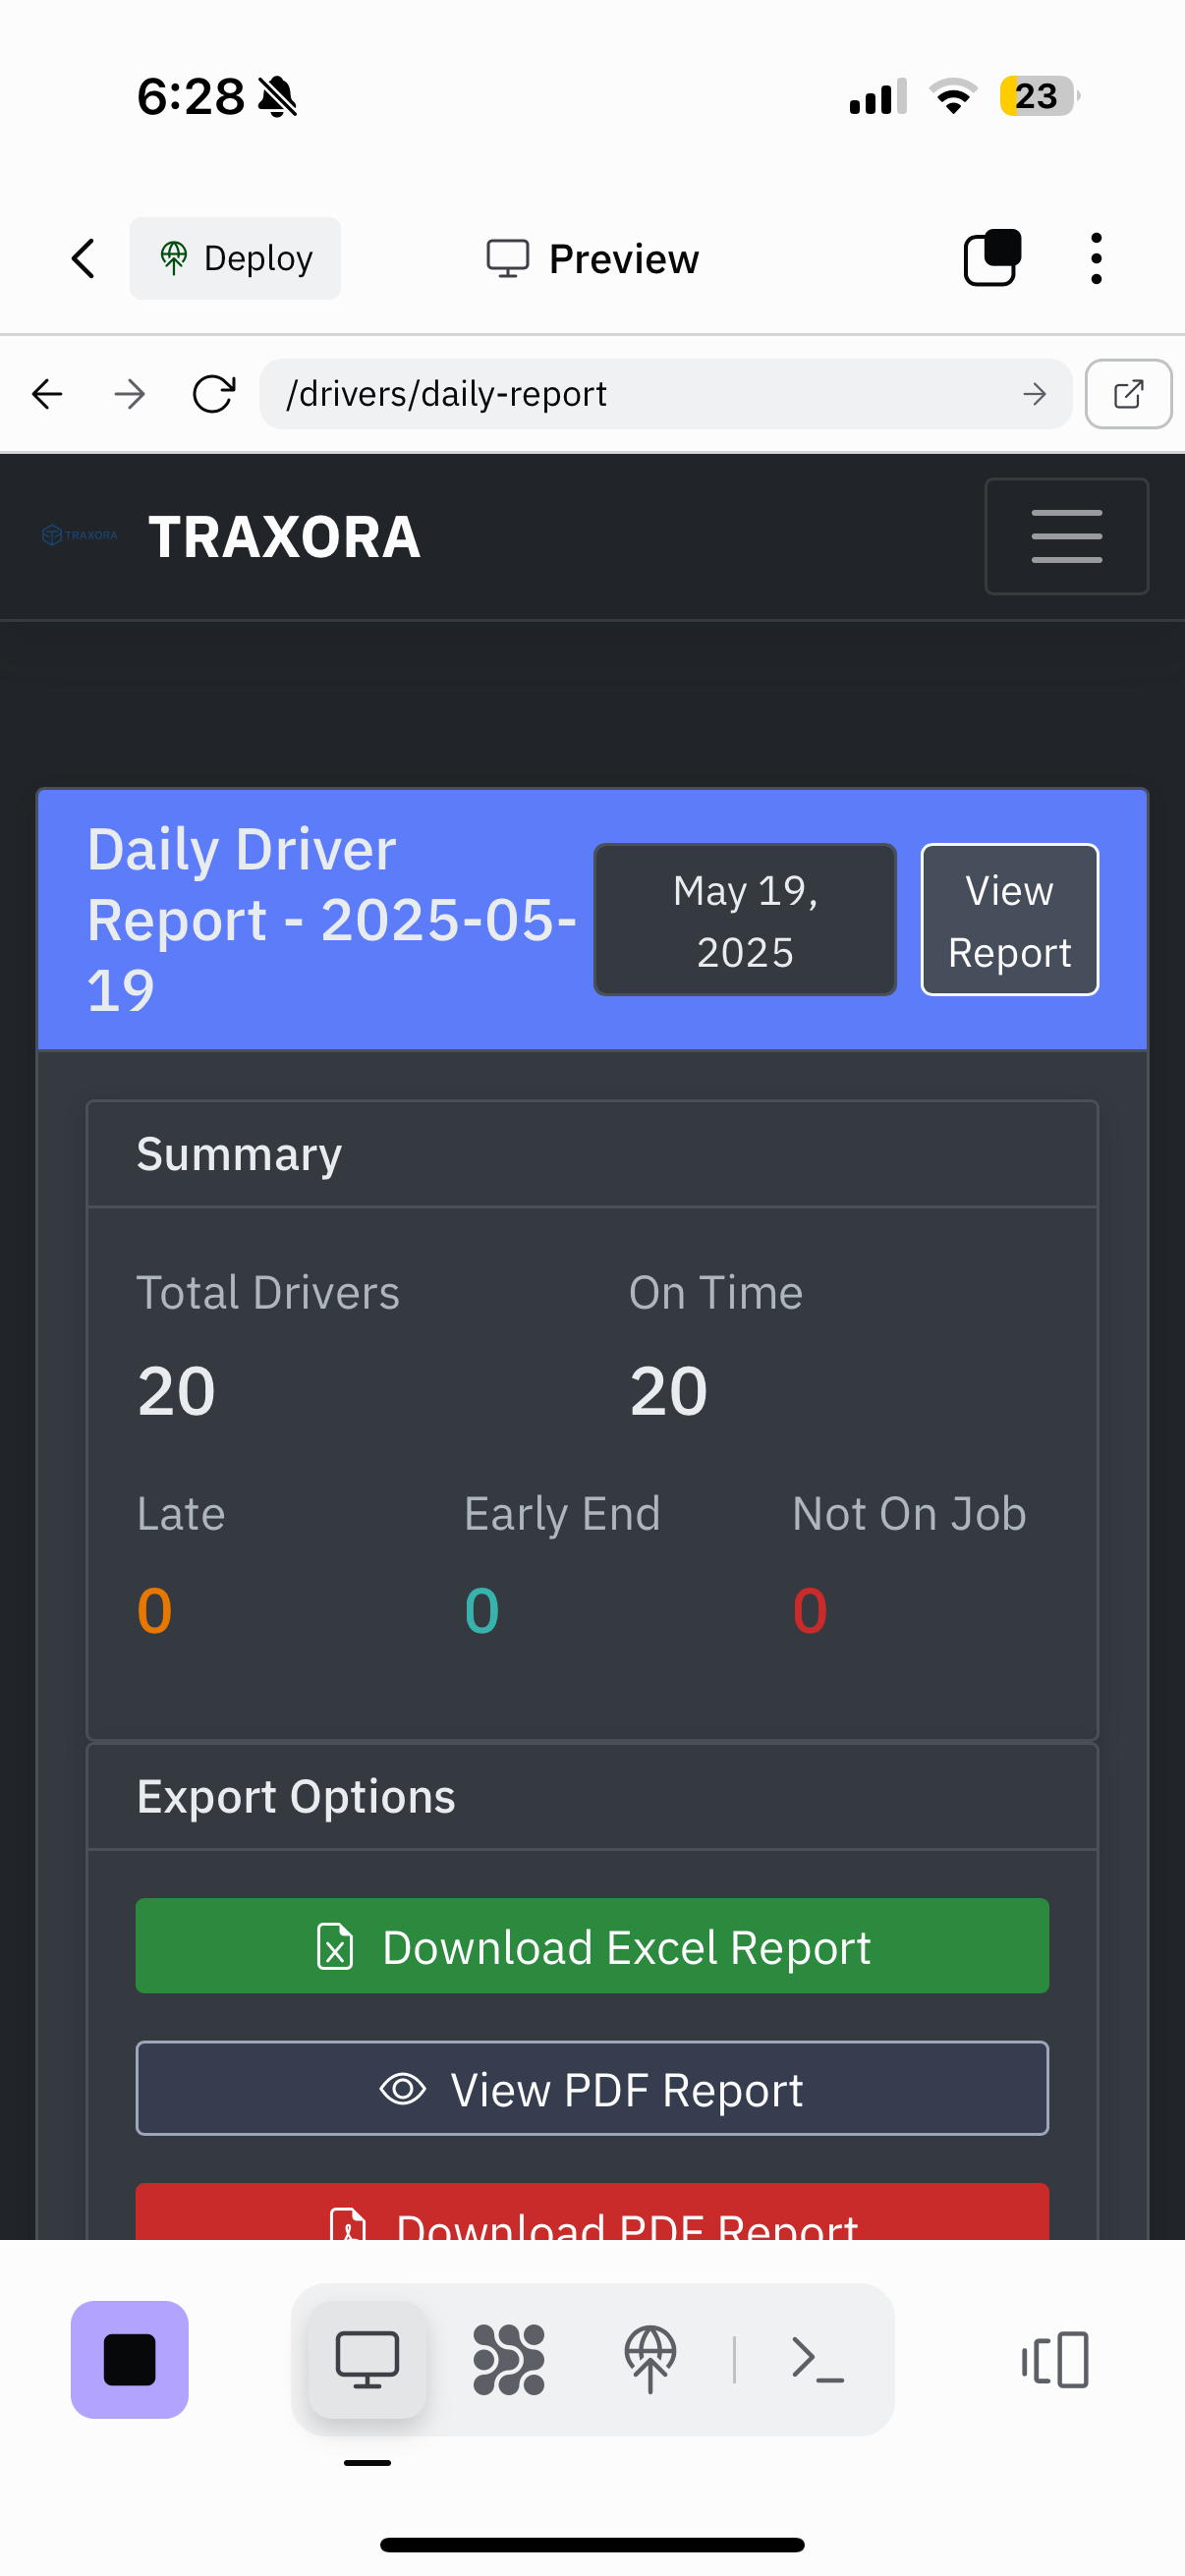 6:28
23
Deploy
Preview
/drivers/daily-report
TRAXORA
TRAXORA
Daily Driver
Report - 2025-05-
19
May 19,
2025
View
Report
Summary
Total Drivers
On Time
20
20
Late
Early End
Not On Job
0
0
0
Export Options
Download Excel Report
View PDF Report
Download PDF Report